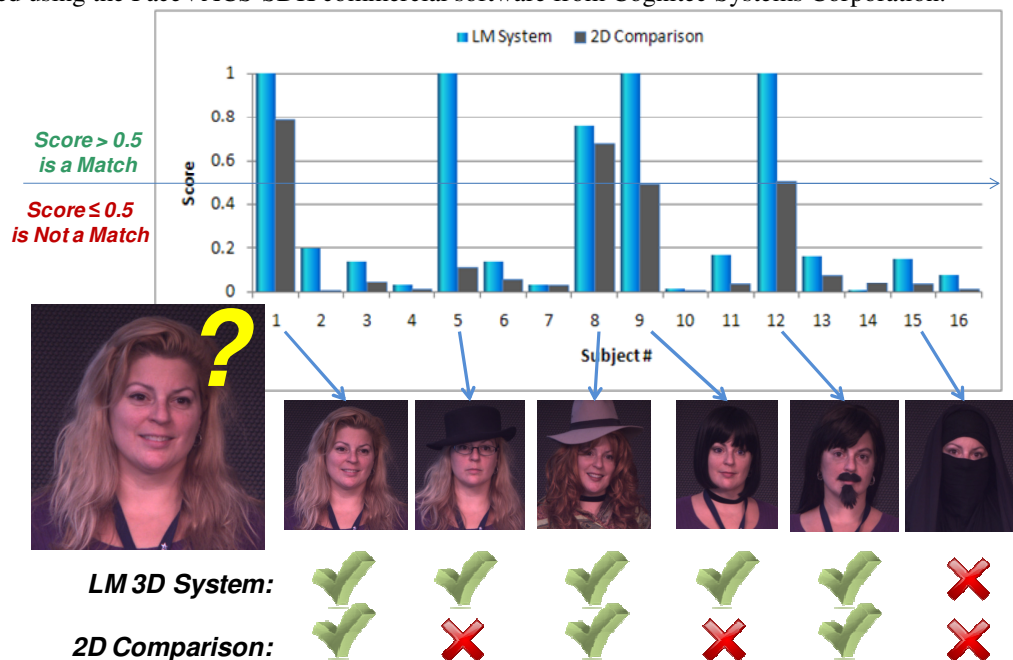 LM System 2D Comparison
1
0.8
0.6
0.4
0.2
0
Score
Score > 0.5
is a Match
Score ≤ 0.5
is Not a Match
1 2 3 4 5 6 7 8 9 10 11 12 13 14 15 16
Subject #
?
LM 3D System:
2D Comparison: